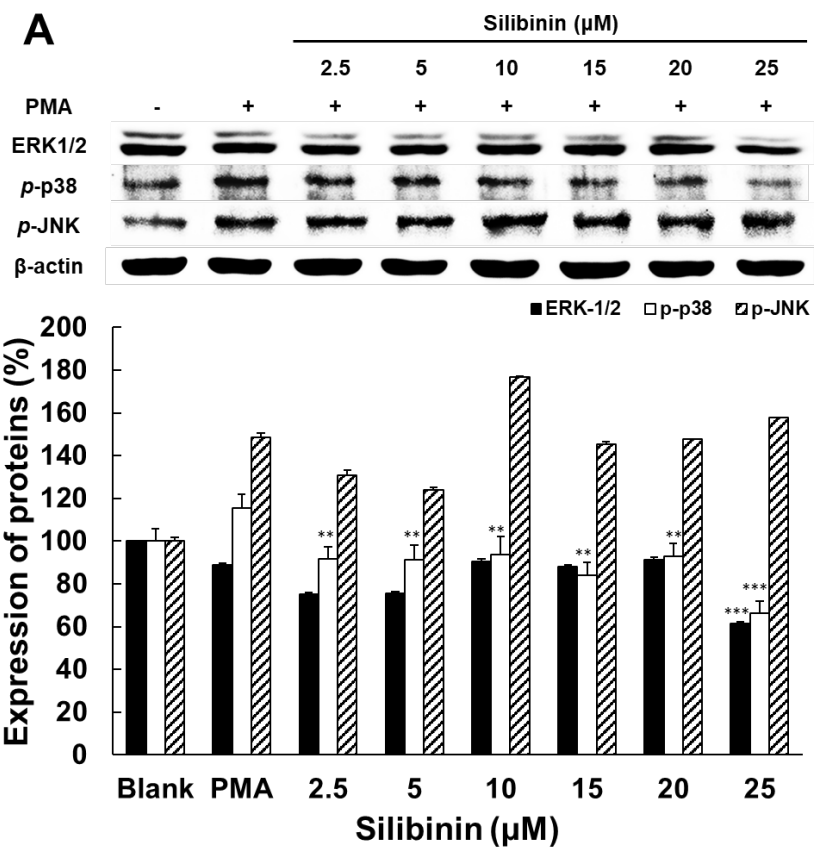 A
Silibinin (µM)
2.5 5 10 15 20 25
PMA - + + + + + + +
ERK1/2
p-p38
p-JNK
β-actin
ERK-1/2 p-p38 p-JNK
Expression of proteins (%)
200
180
160
140
120
100
80
60
40
20
0
** ** ** ** ** *** ***
Blank PMA 2.5 5 10 15 20 25
Silibinin (µM)